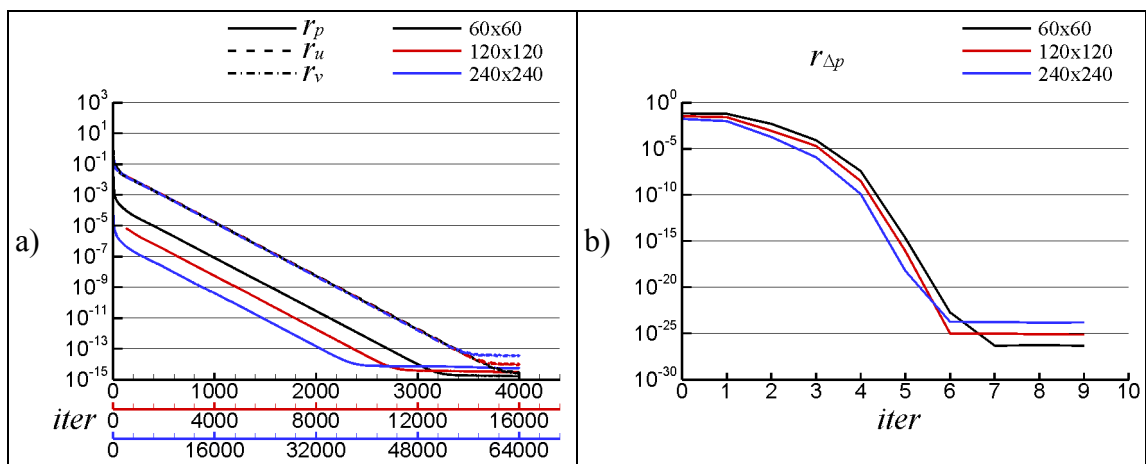 a)
r_p 60x60
r_u 120x120
r_v 240x240
10^3
10^1
10^-1
10^-3
10^-5
10^-7
10^-9
10^-11
10^-13
10^-15
0 1000 2000 3000 4000
iter 0 4000 8000 12000 16000
0 16000 32000 48000 64000
b)
r_Δp
60x60
120x120
240x240
10^0
10^-5
10^-10
10^-15
10^-20
10^-25
10^-30
0 1 2 3 4 5 6 7 8 9 10
iter